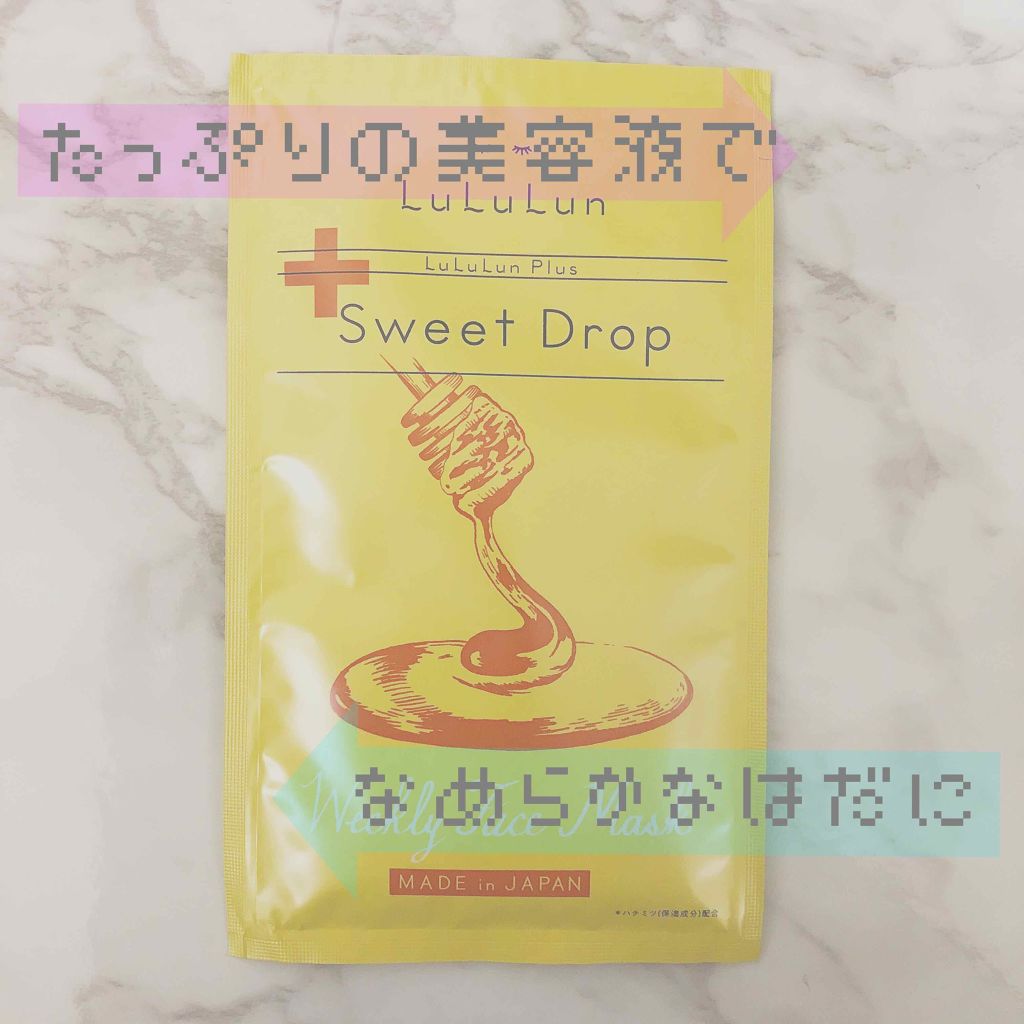 たっぷりの美容液で
LuLuLun
LuLuLun Plus
Sweet Drop
なめらかなはだに
Weekly Face Mask
MADE in JAPAN
*ハチミツ(保湿成分)配合